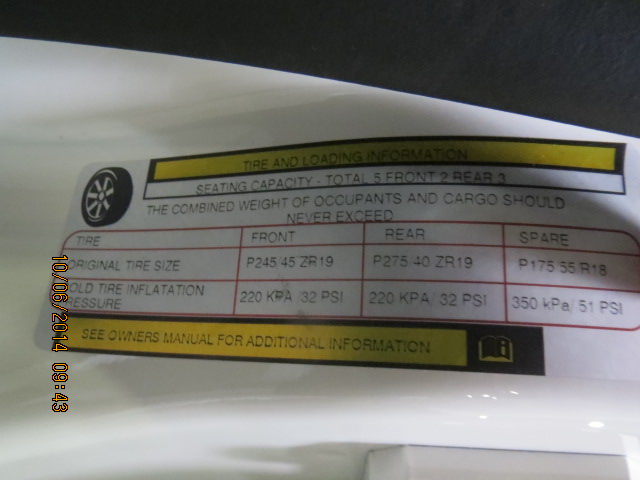 TIRE AND LOADING INFORMATION
SEATING CAPACITY - TOTAL 5 FRONT 2 REAR 3
THE COMBINED WEIGHT OF OCCUPANTS AND CARGO SHOULD
NEVER EXCEED
TIRE FRONT REAR SPARE
ORIGINAL TIRE SIZE P245/45 ZR19 P275/40 ZR19 P175/55/R18
COLD TIRE INFLATATION
PRESSURE 220 KPA/ 32 PSI 220 KPA/ 32 PSI 350 kPa/ 51 PSI
SEE OWNERS MANUAL FOR ADDITIONAL INFORMATION
10/06/2014 09:43